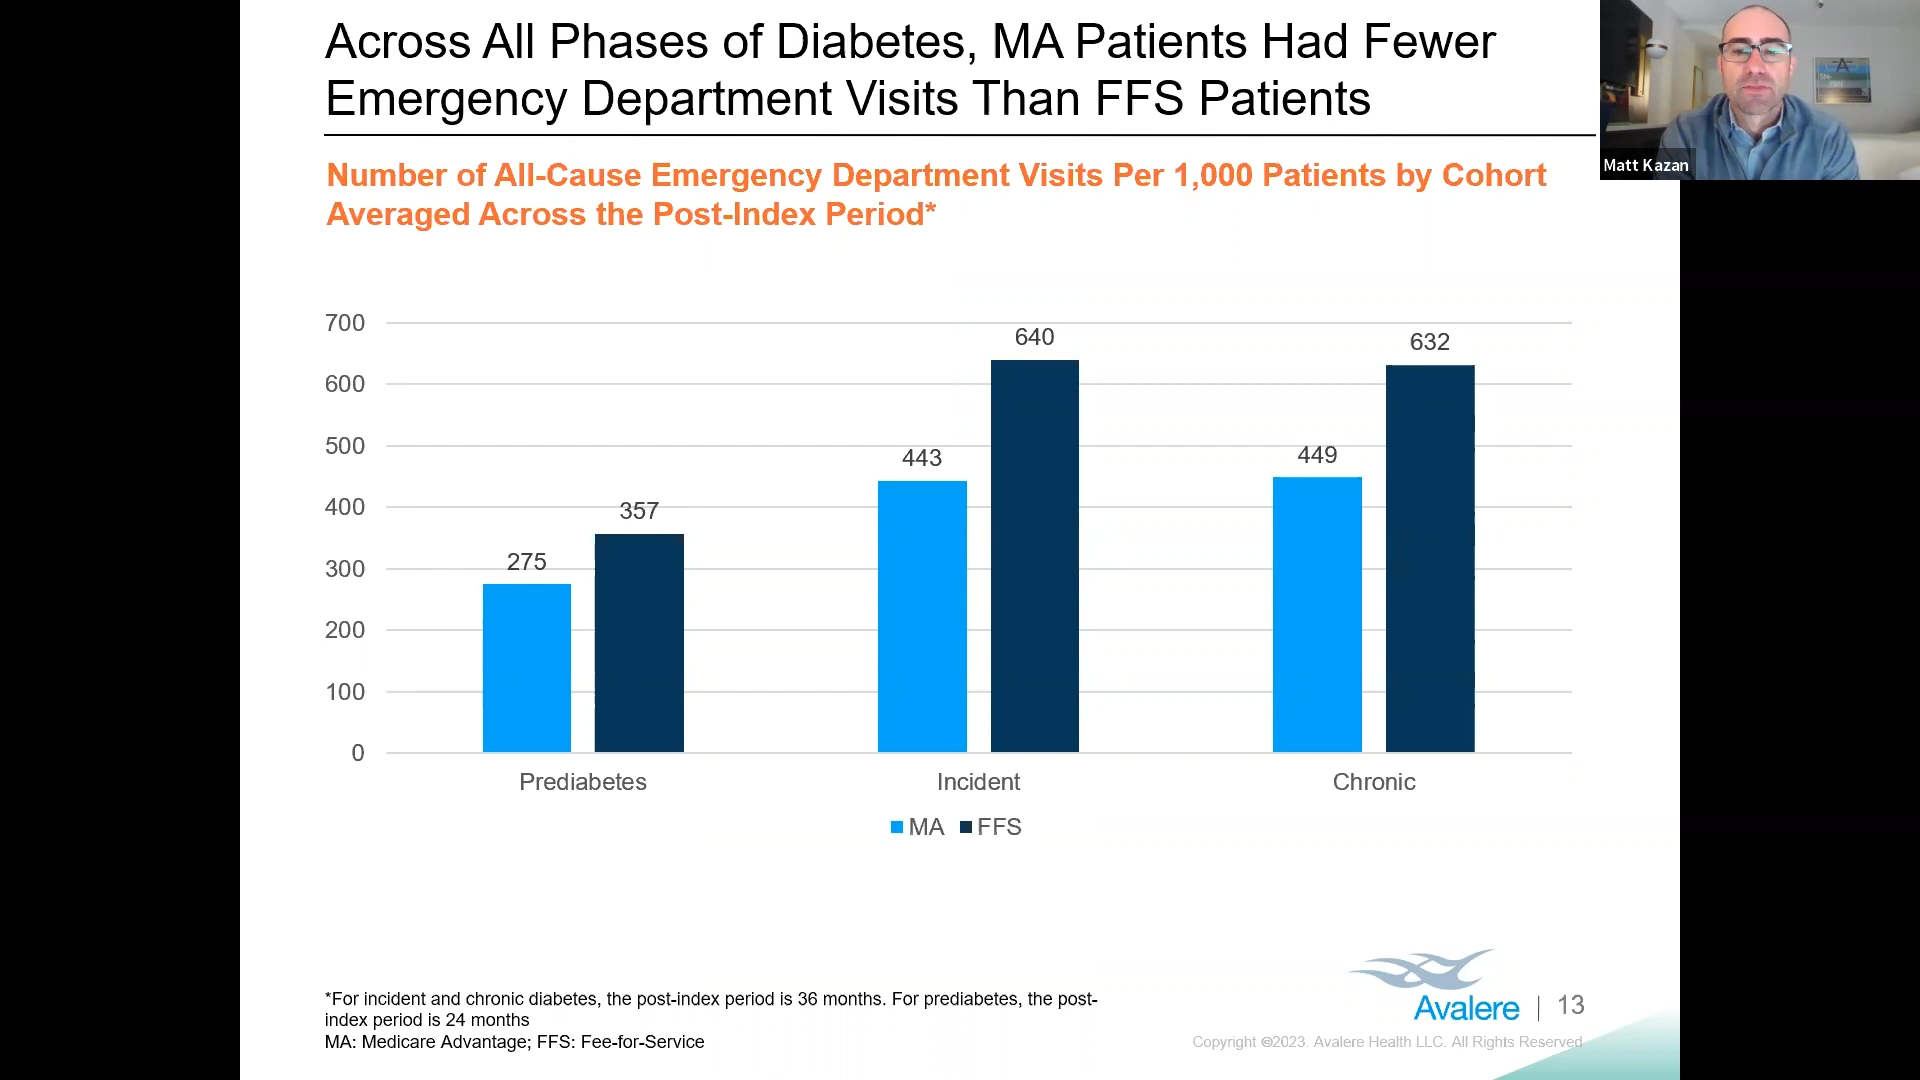 Across All Phases of Diabetes, MA Patients Had Fewer
Emergency Department Visits Than FFS Patients
Matt Kazan
Number of All-Cause Emergency Department Visits Per 1,000 Patients by Cohort
Averaged Across the Post-Index Period*
700
600
500
400
300
200
100
0
275
357
443
640
449
632
Prediabetes
Incident
Chronic
MA FFS
*For incident and chronic diabetes, the post-index period is 36 months. For prediabetes, the post-
index period is 24 months
MA: Medicare Advantage; FFS: Fee-for-Service
Avalere | 13
Copyright ©2023. Avalere Health LLC. All Rights Reserved